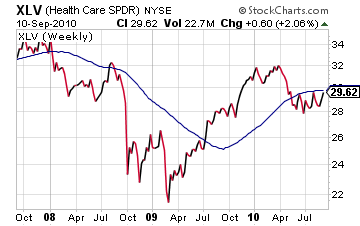 XLV (Health Care SPDR) NYSE
© StockCharts.com
10-Sep-2010 Cl 29.62 Vol 22.7M Chg +0.60 (+2.06%)
XLV (Weekly)
34
32
30
29.62
28
26
24
22
Oct 08 Apr Jul Oct 09 Apr Jul Oct 10 Apr Jul